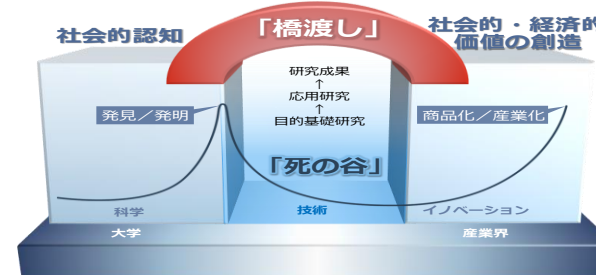 社会的認知
「橋渡し」
社会的・経済的
価値の創造
研究成果
↑
応用研究
↑
目的基礎研究
発見／発明
商品化／産業化
「死の谷」
科学
技術
イノベーション
大学
産業界